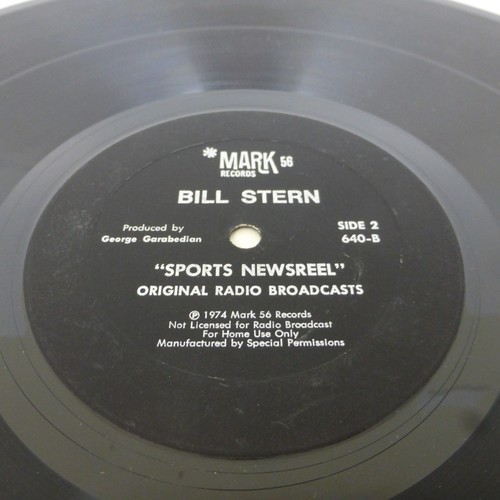 *MARK 56
RECORDS
BILL STERN
Produced by
George Garabedian
SIDE 2
640-B
"SPORTS NEWSREEL"
ORIGINAL RADIO BROADCASTS
℗ 1974 Mark 56 Records
Not Licensed for Radio Broadcast
For Home Use Only
Manufactured by Special Permissions